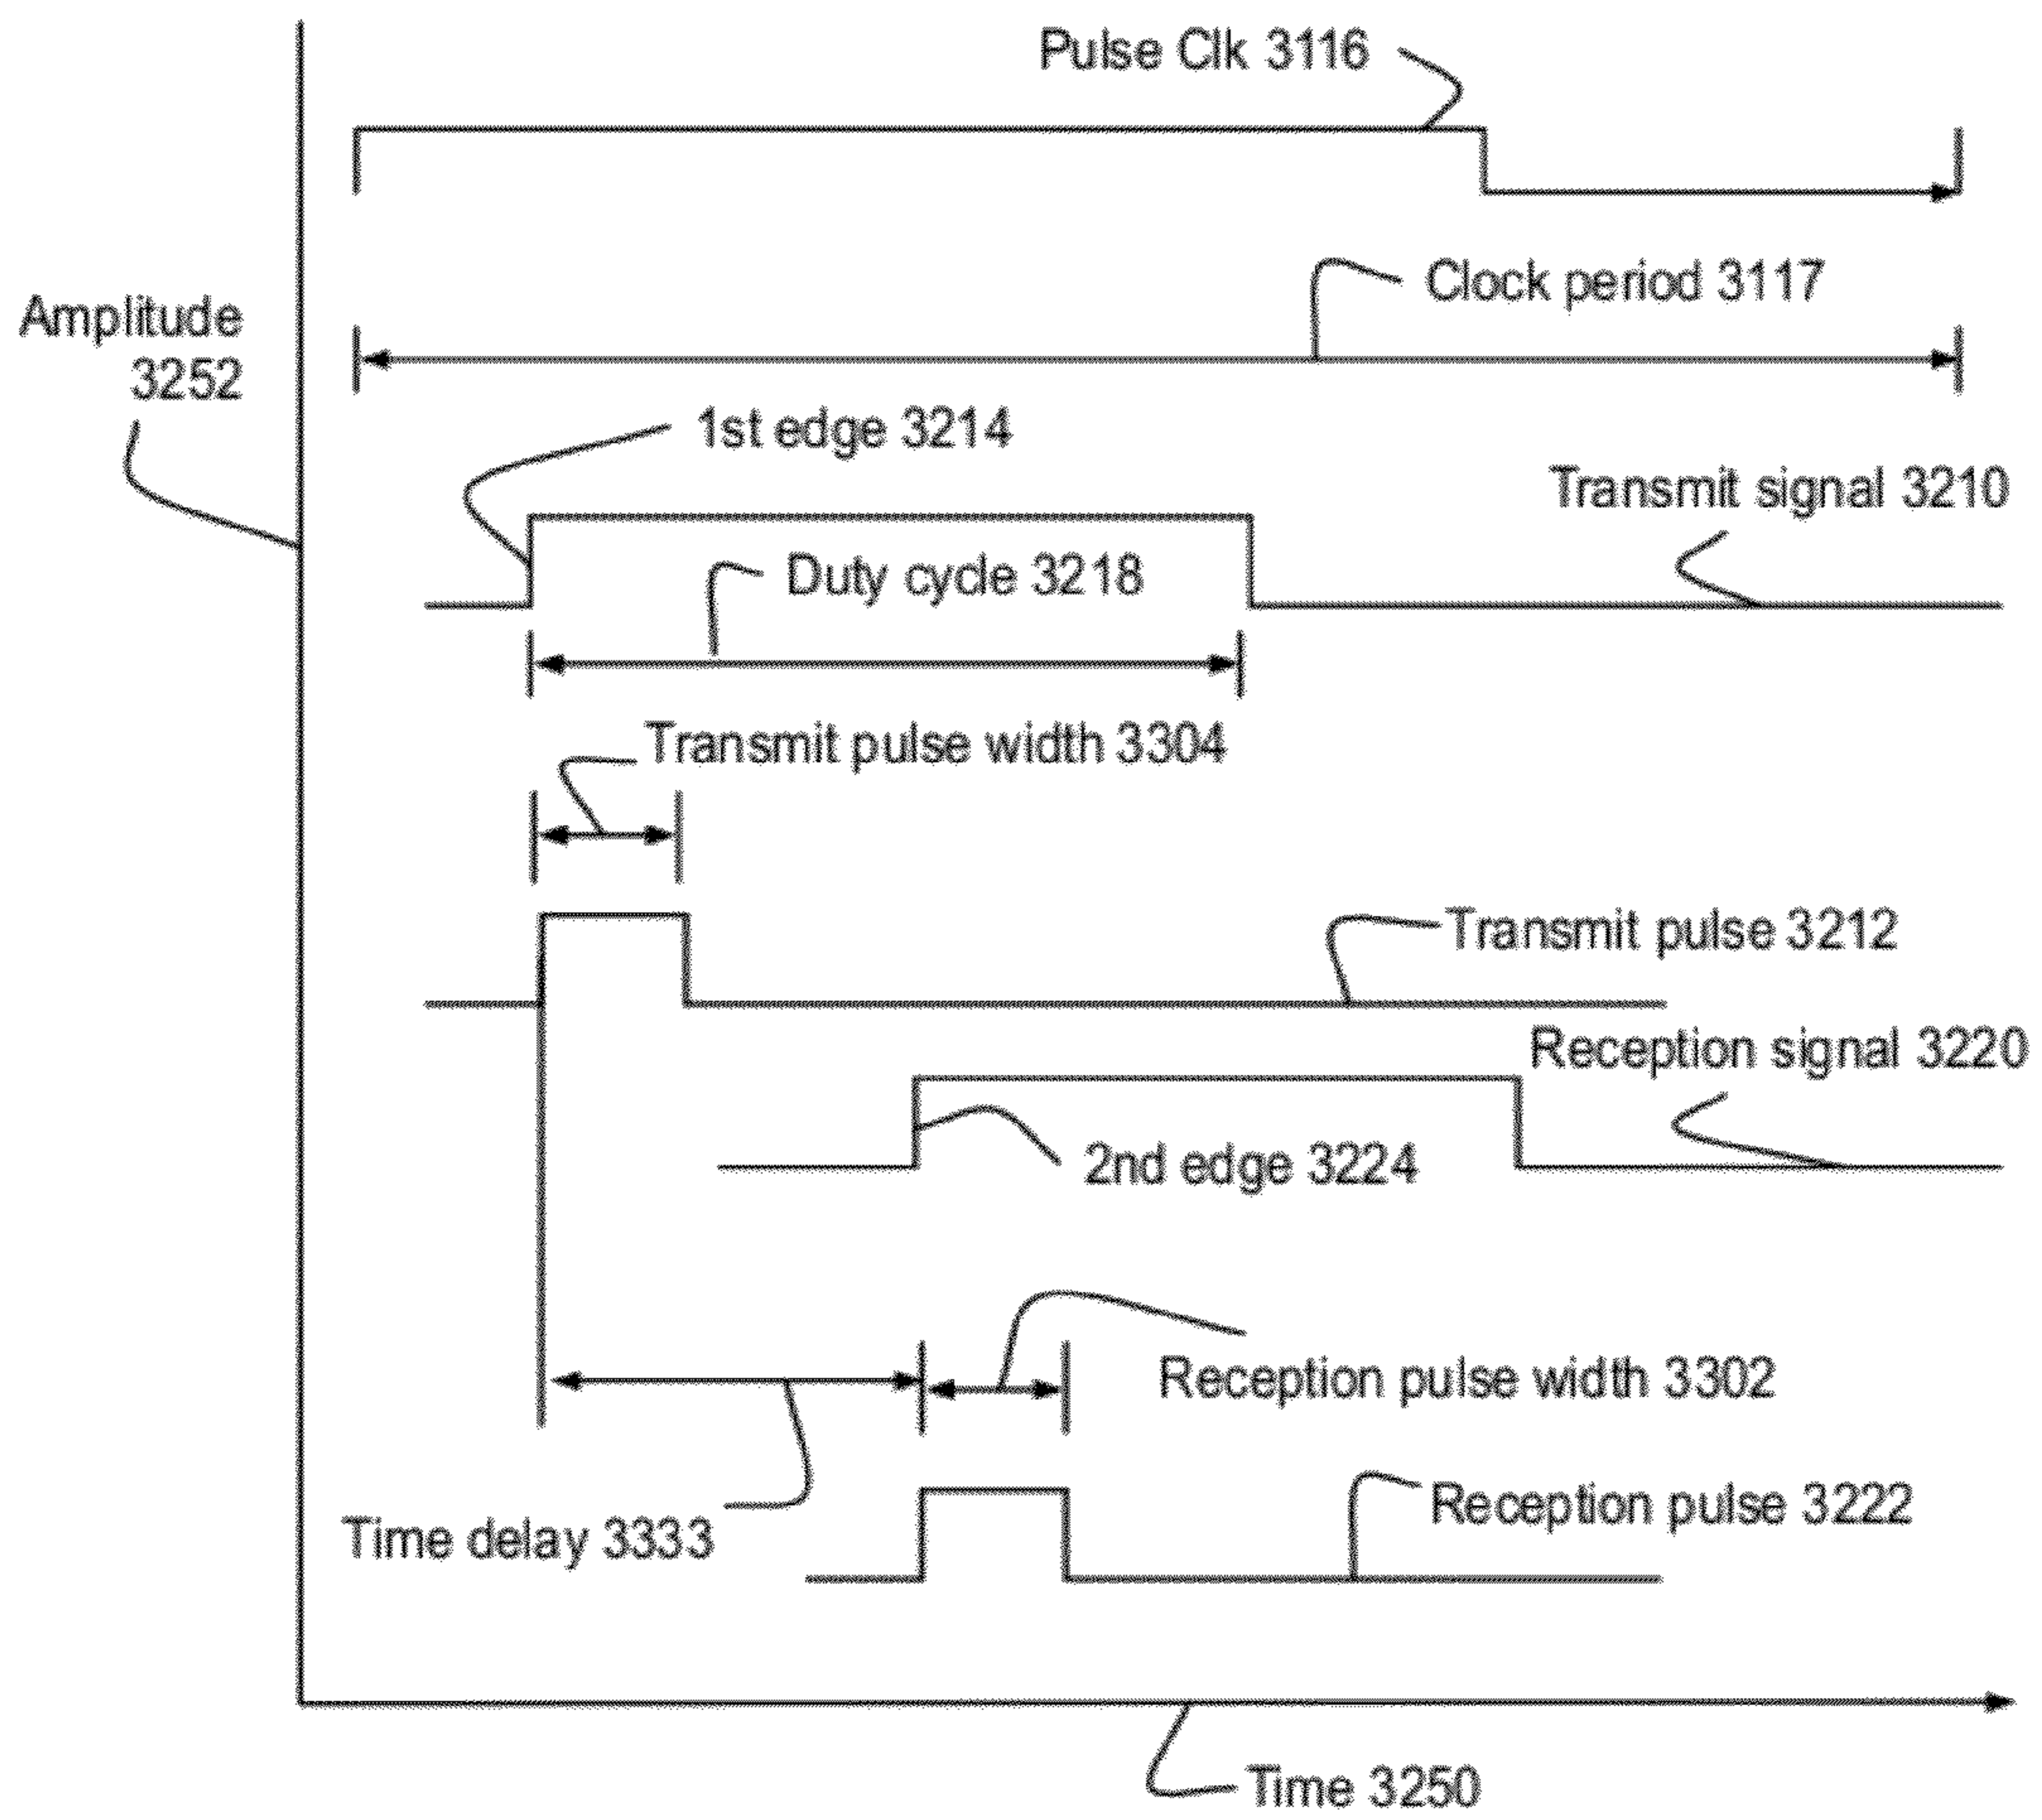 Pulse Clk 3116
Clock period 3117
Amplitude
3252
1st edge 3214
Transmit signal 3210
Duty cycle 3218
Transmit pulse width 3304
Transmit pulse 3212
Reception signal 3220
2nd edge 3224
Reception pulse width 3302
Reception pulse 3222
Time delay 3333
Time 3250